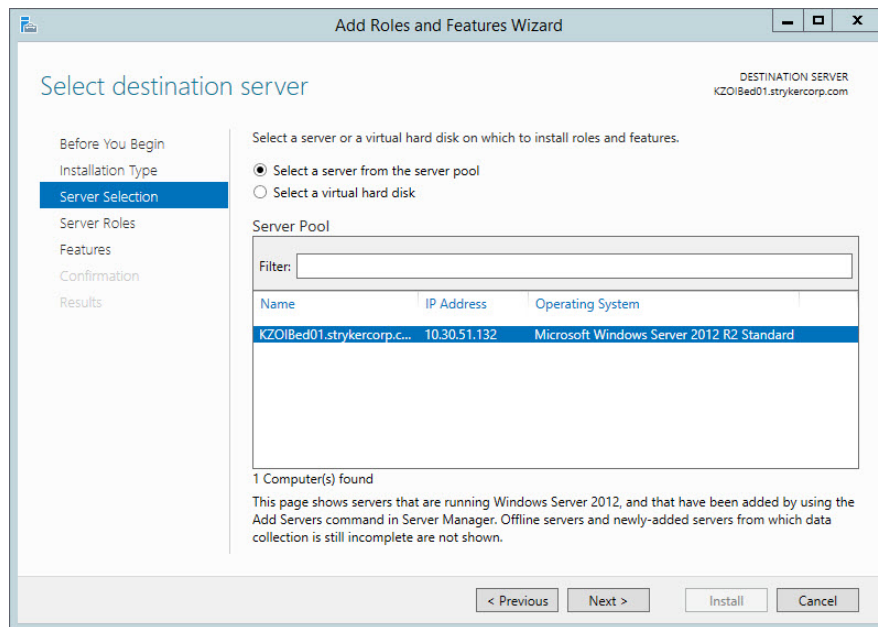 Add Roles and Features Wizard
Select destination server
DESTINATION SERVER
KZOIBed01.strykercorp.com
Before You Begin
Installation Type
Server Selection
Server Roles
Features
Confirmation
Results
Select a server or a virtual hard disk on which to install roles and features.
Select a server from the server pool
Select a virtual hard disk
Server Pool
Filter:
Name IP Address Operating System
KZOIBed01.strykercorp.c... 10.30.51.132 Microsoft Windows Server 2012 R2 Standard
1 Computer(s) found
This page shows servers that are running Windows Server 2012, and that have been added by using the
Add Servers command in Server Manager. Offline servers and newly-added servers from which data
collection is still incomplete are not shown.
< Previous Next > Install Cancel